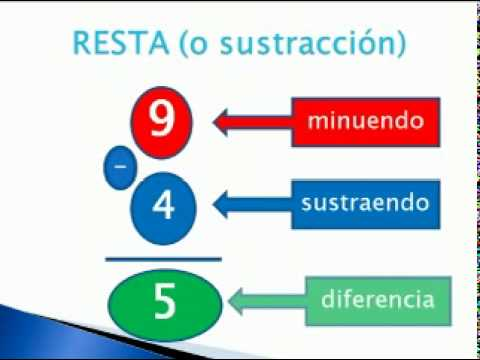 RESTA (o sustracción)
9 minuendo
−
4 sustraendo
5 diferencia